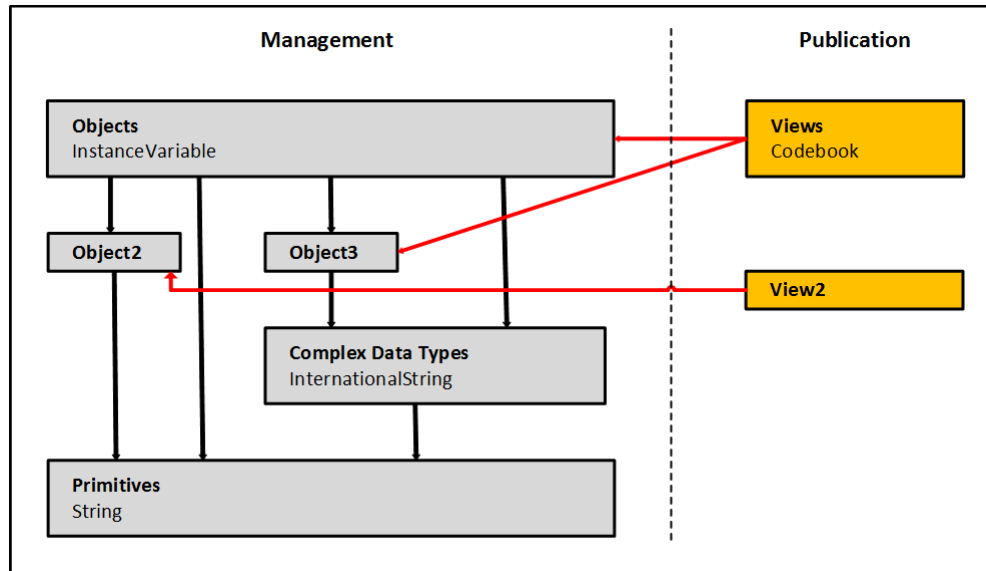 Management
Publication
Objects
InstanceVariable
Views
Codebook
Object2
Object3
View2
Complex Data Types
InternationalString
Primitives
String